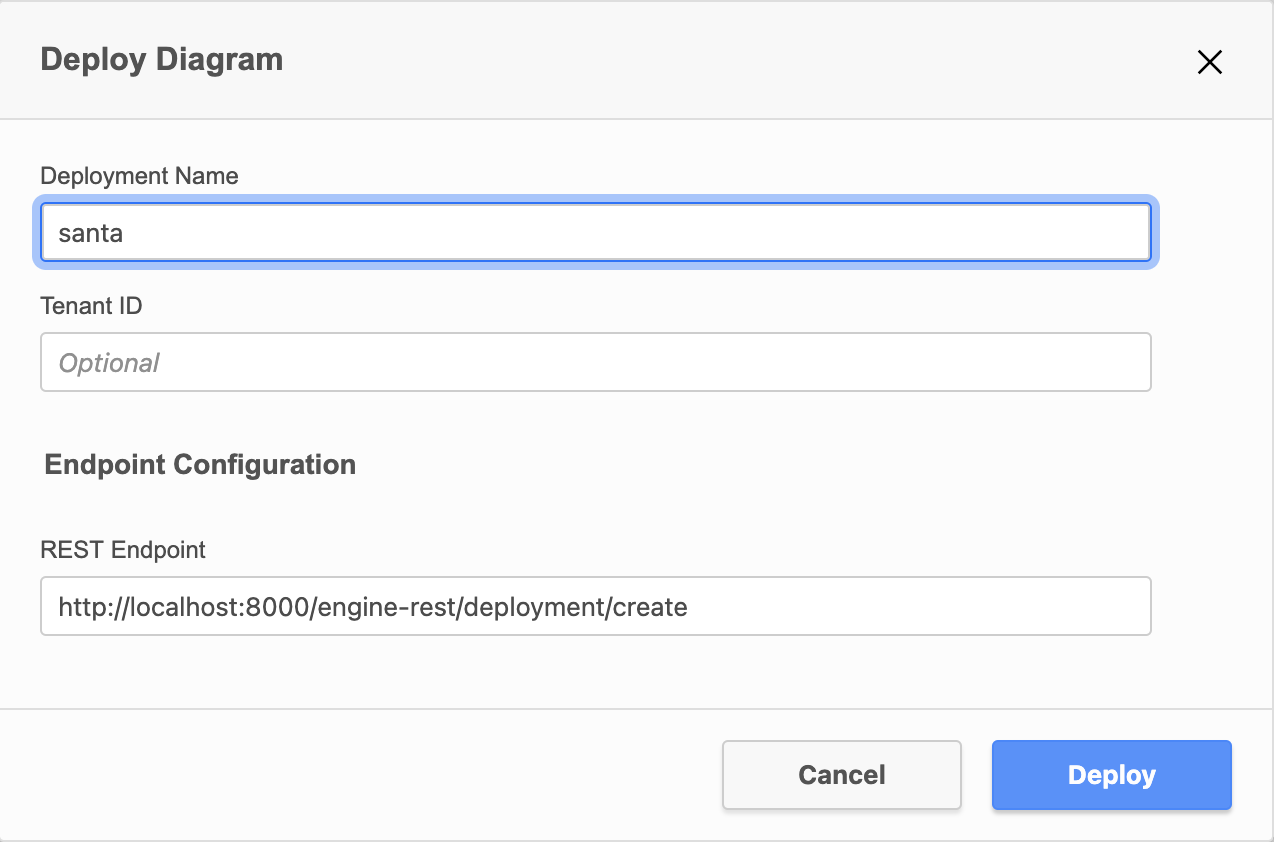 Deploy Diagram
Deployment Name
santa
Tenant ID
Optional
Endpoint Configuration
REST Endpoint
http://localhost:8000/engine-rest/deployment/create
Cancel Deploy